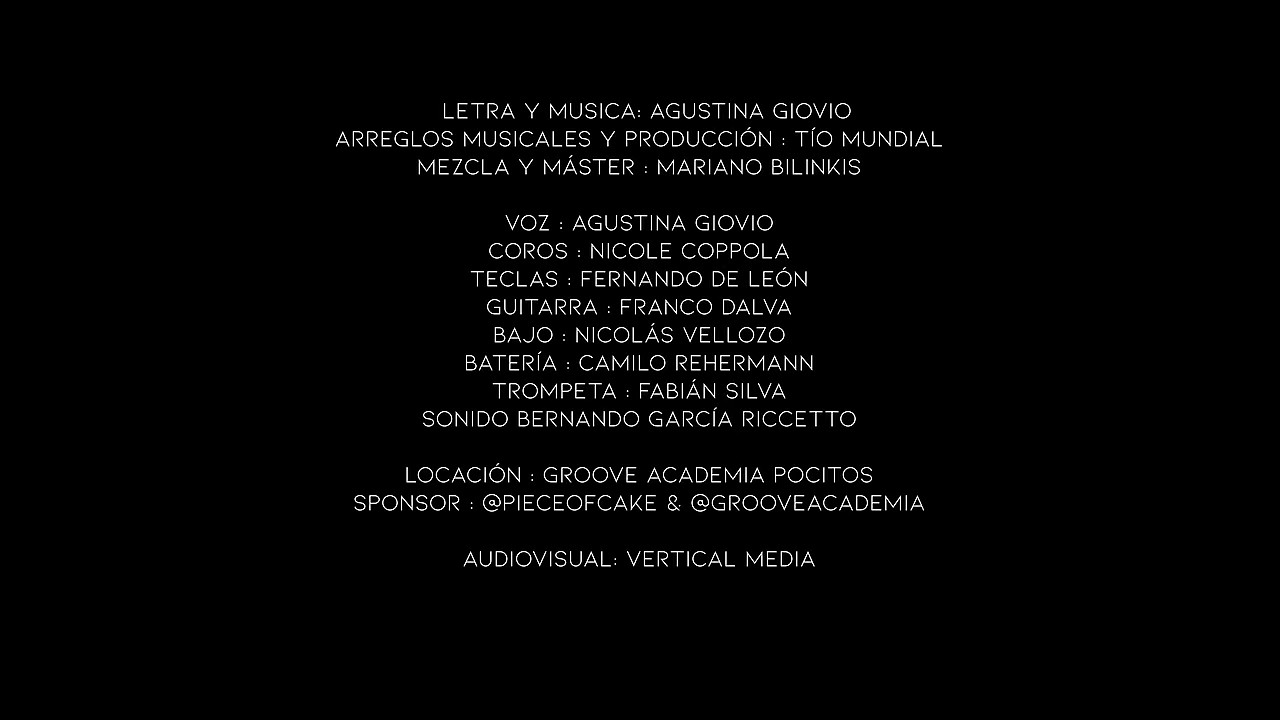 LETRA Y MUSICA: AGUSTINA GIOVIO
ARREGLOS MUSICALES Y PRODUCCIÓN : TÍO MUNDIAL
MEZCLA Y MÁSTER : MARIANO BILINKIS
VOZ : AGUSTINA GIOVIO
COROS : NICOLE COPPOLA
TECLAS : FERNANDO DE LEÓN
GUITARRA : FRANCO DALVA
BAJO : NICOLÁS VELLOZO
BATERÍA : CAMILO REHERMANN
TROMPETA : FABIÁN SILVA
SONIDO BERNANDO GARCÍA RICCETTO
LOCACIÓN : GROOVE ACADEMIA POCITOS
SPONSOR : @PIECEOFCAKE & @GROOVEACADEMIA
AUDIOVISUAL: VERTICAL MEDIA